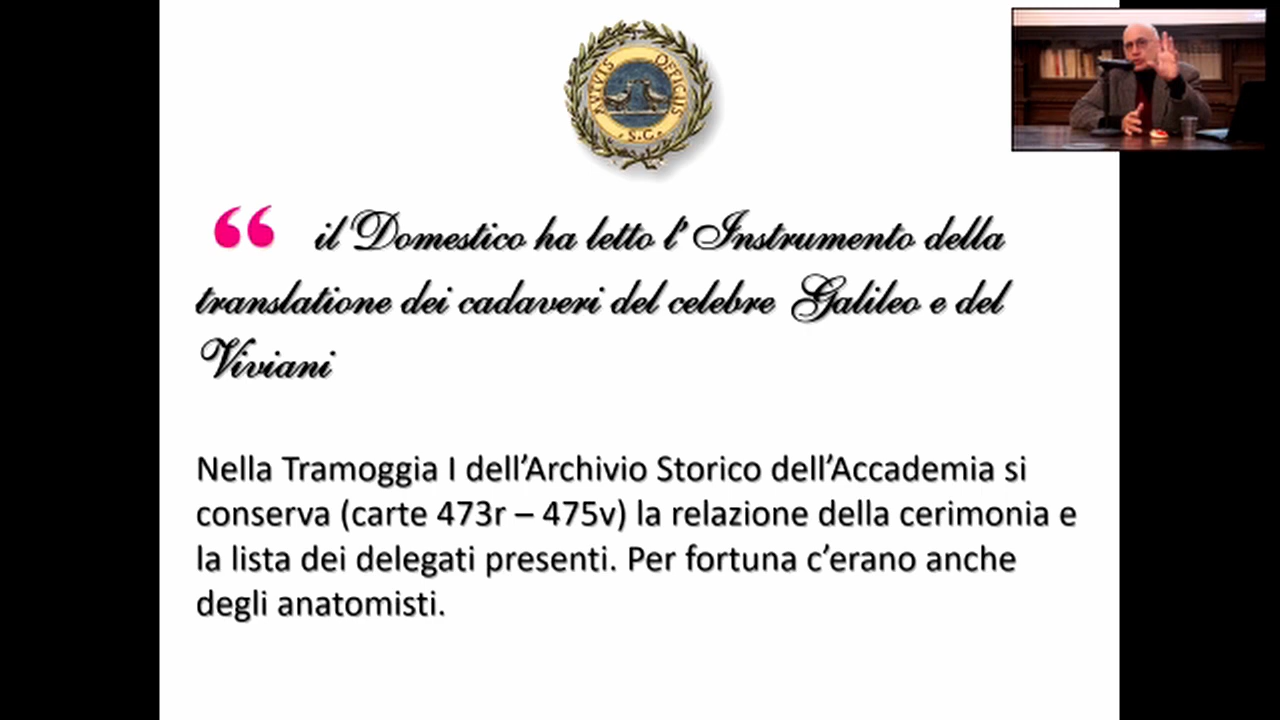 MVTVIS OFFICIIS
. S.C .
“ il Domestico ha letto l’ Instrumento della
translatione dei cadaveri del celebre Galileo e del
Viviani
Nella Tramoggia I dell’Archivio Storico dell’Accademia si
conserva (carte 473r – 475v) la relazione della cerimonia e
la lista dei delegati presenti. Per fortuna c’erano anche
degli anatomisti.